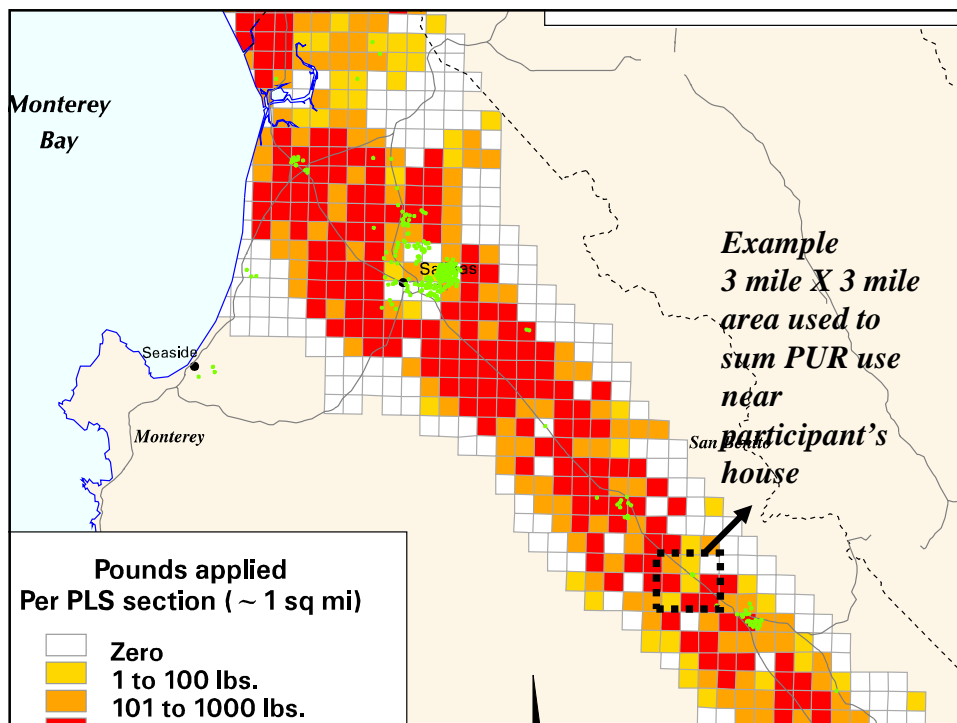 Monterey
Bay
Salinas
Seaside
Monterey
San Benito
Example
3 mile X 3 mile
area used to
sum PUR use
near
participant's
house
Pounds applied
Per PLS section (~ 1 sq mi)
Zero
1 to 100 lbs.
101 to 1000 lbs.